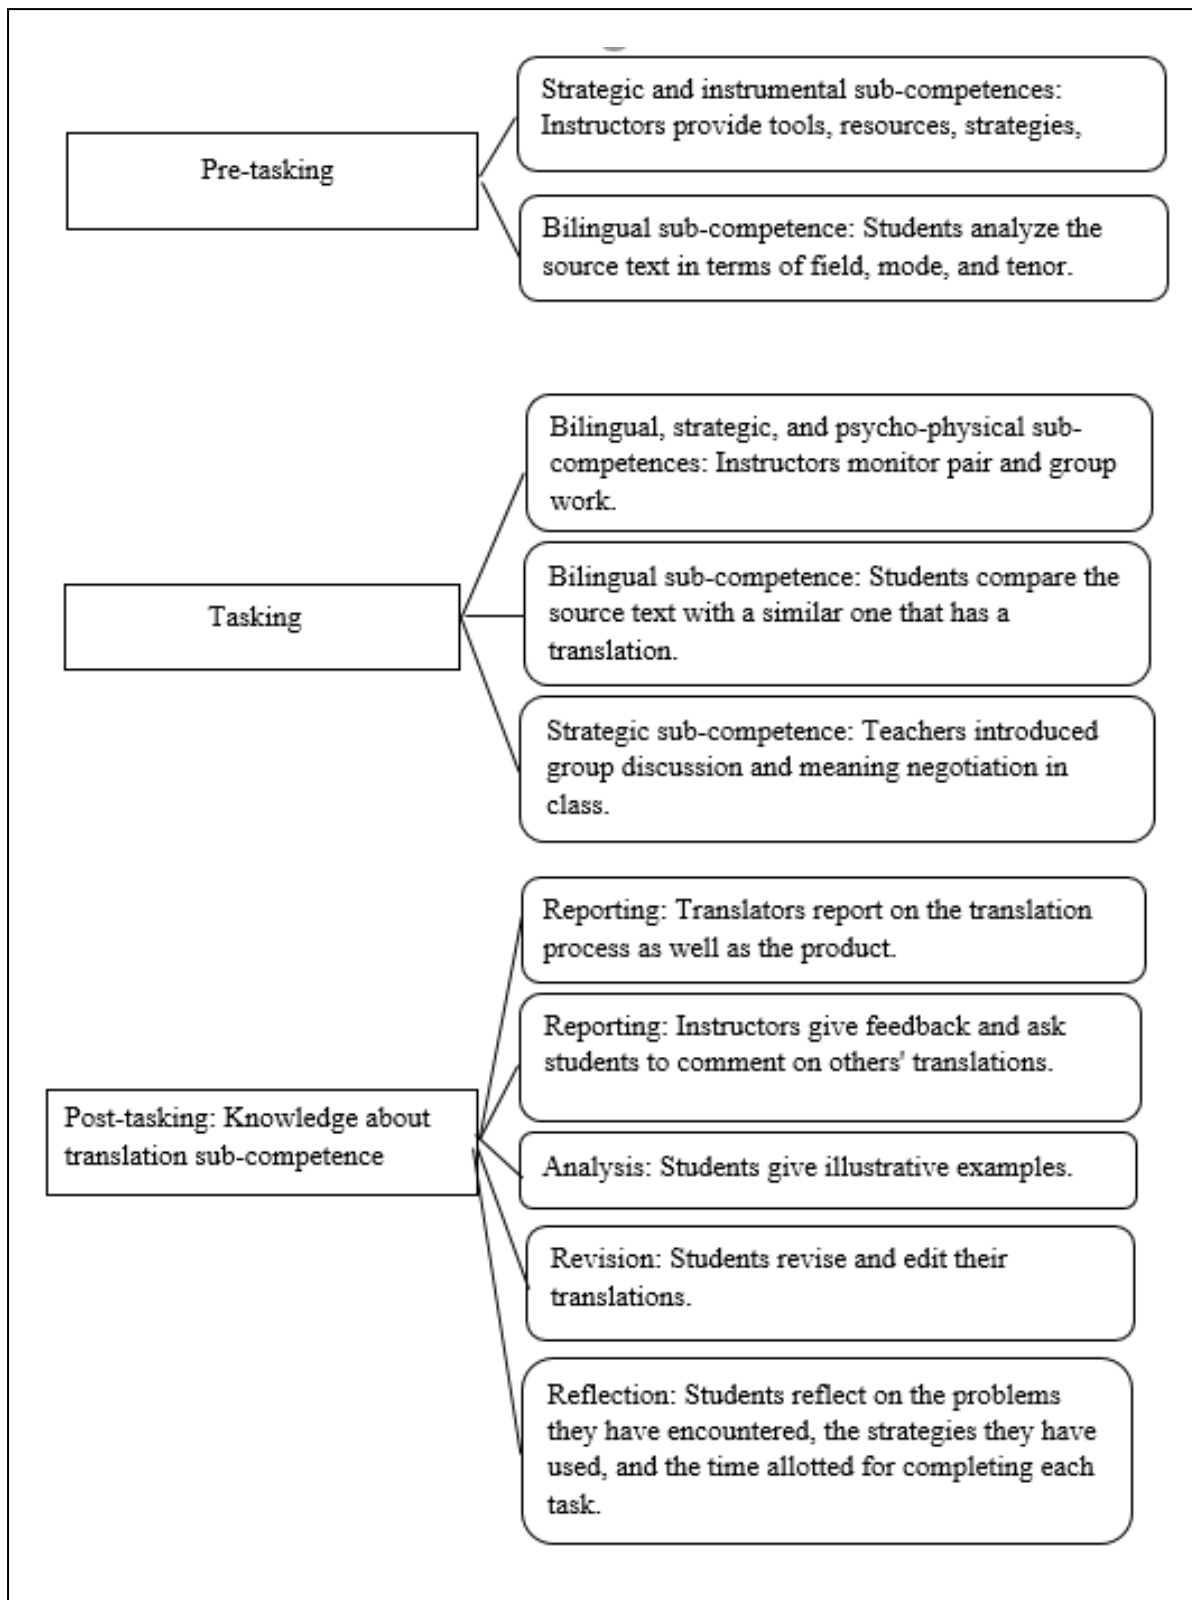 Strategic and instrumental sub-competences:
Instructors provide tools, resources, strategies,
Pre-tasking
Bilingual sub-competence: Students analyze the
source text in terms of field, mode, and tenor.
Bilingual, strategic, and psycho-physical sub-
competences: Instructors monitor pair and group
work.
Tasking
Bilingual sub-competence: Students compare the
source text with a similar one that has a
translation.
Strategic sub-competence: Teachers introduced
group discussion and meaning negotiation in
class.
Reporting: Translators report on the translation
process as well as the product.
Reporting: Instructors give feedback and ask
students to comment on others' translations.
Post-tasking: Knowledge about
translation sub-competence
Analysis: Students give illustrative examples.
Revision: Students revise and edit their
translations.
Reflection: Students reflect on the problems
they have encountered, the strategies they have
used, and the time allotted for completing each
task.